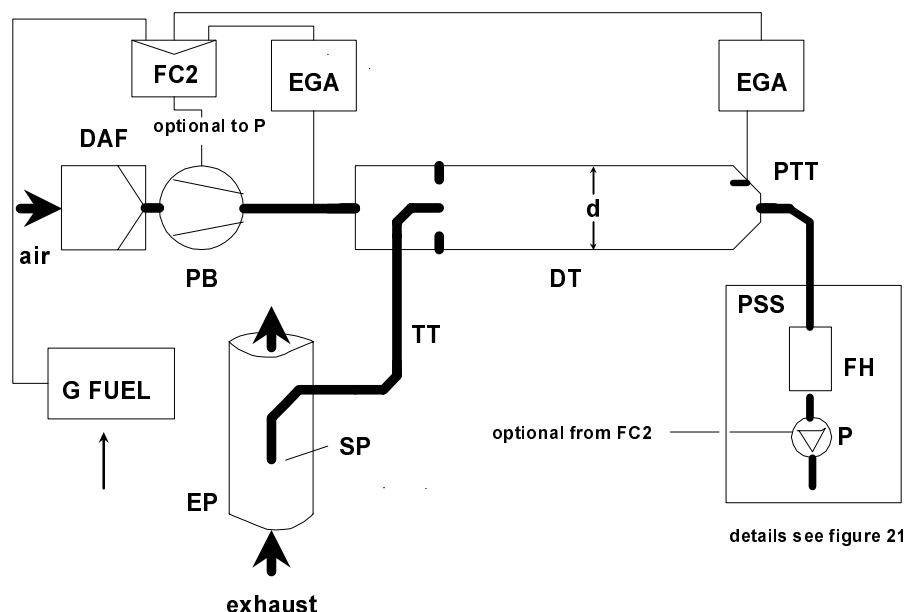 FC2
EGA
EGA
optional to P
DAF
PTT
air
PB
d
DT
PSS
TT
FH
G FUEL
optional from FC2
P
SP
EP
details see figure 21
exhaust